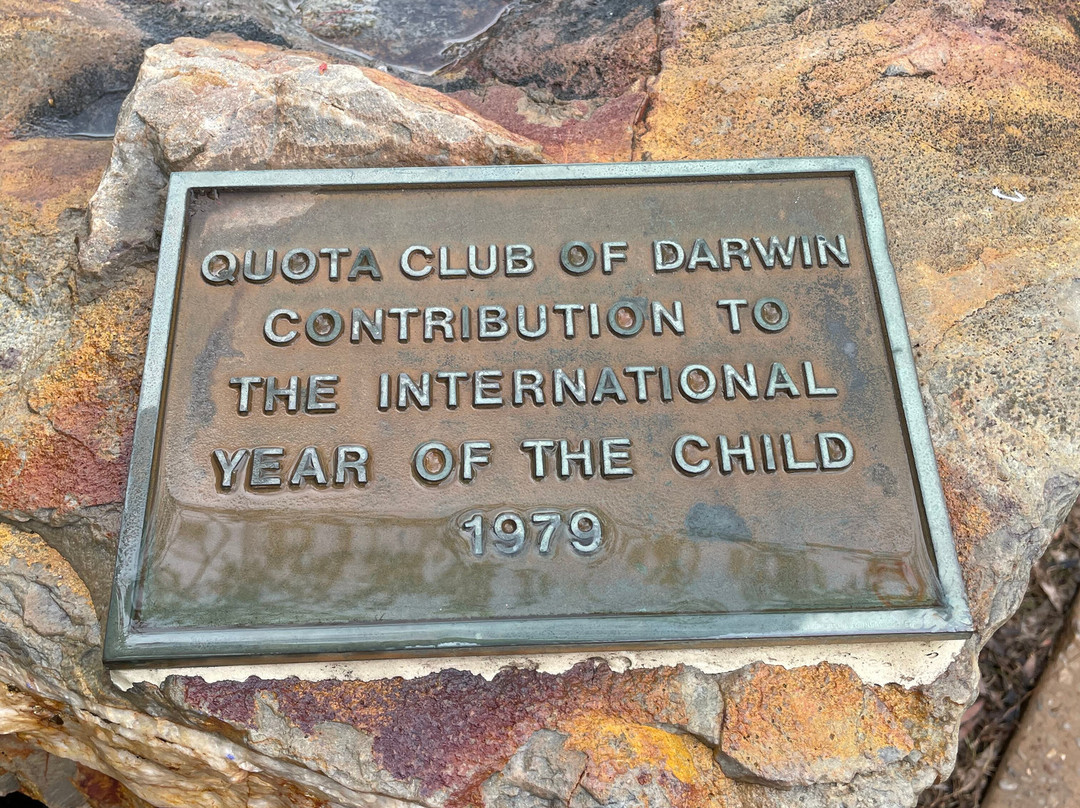 QUOTA CLUB OF DARWIN
CONTRIBUTION TO
THE INTERNATIONAL
YEAR OF THE CHILD
1979